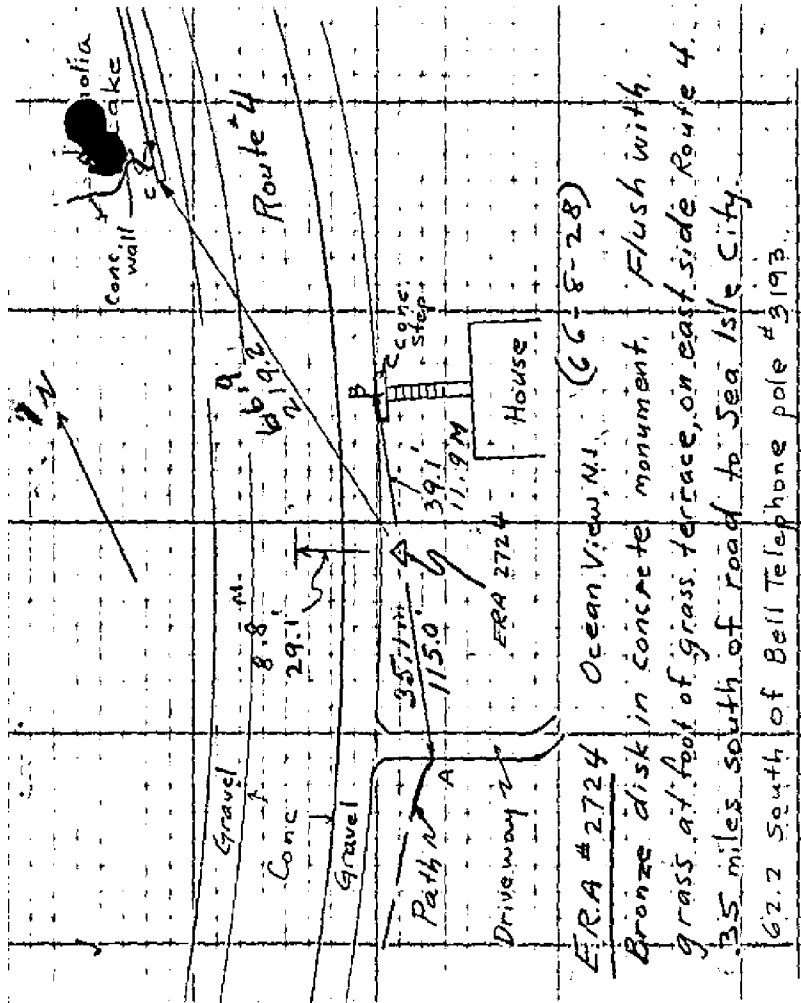 N
nolia
ake
Conc.
wall
C
Route #4
66.9
219.2
8.8 M.
29.1'
Gravel
Conc
Gravel
B
C conc.
step
39.1'
11.9 M
House
35.1 m
115.0'
ERA 2724
A
Path
Driveway
E.R.A #2724 Ocean View, N.J. (66-8-28)
Bronze disk in concrete monument. Flush with
grass at foot of grass terrace, on east side Route 4.
.35 miles south of road to Sea Isle City.
62.2 South of Bell Telephone pole #3193